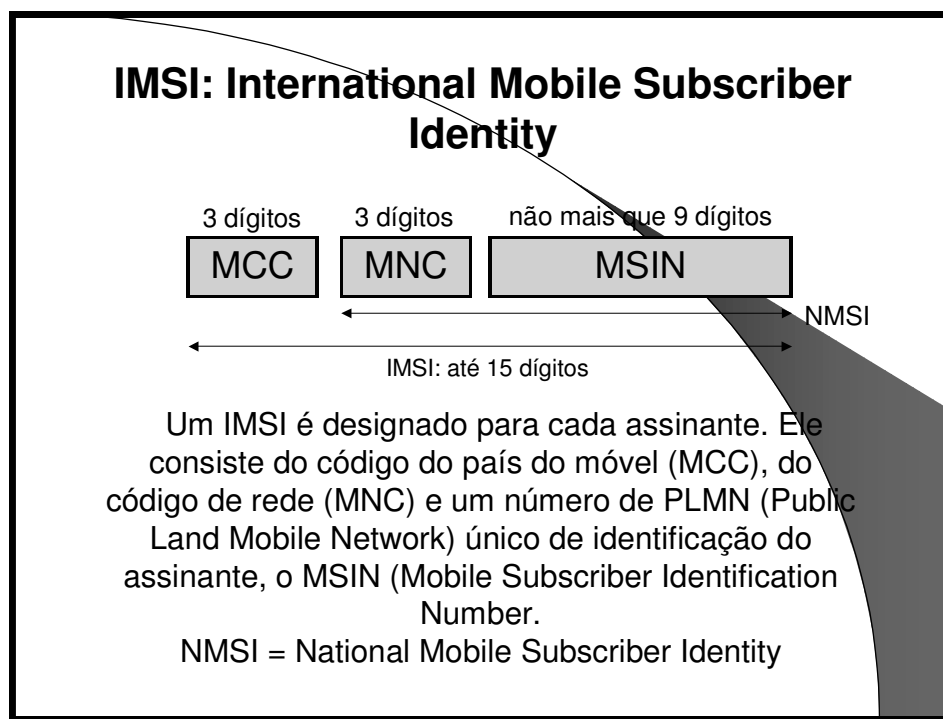 IMSI: International Mobile Subscriber
Identity
3 dígitos 3 dígitos não mais que 9 dígitos
MCC MNC MSIN
NMSI
IMSI: até 15 dígitos
Um IMSI é designado para cada assinante. Ele
consiste do código do país do móvel (MCC), do
código de rede (MNC) e um número de PLMN (Public
Land Mobile Network) único de identificação do
assinante, o MSIN (Mobile Subscriber Identification
Number.
NMSI = National Mobile Subscriber Identity